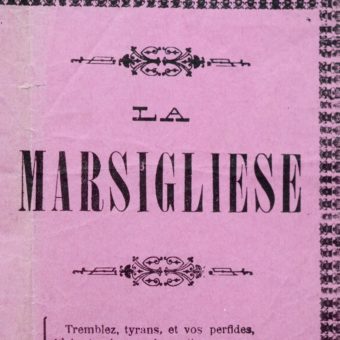 LA
MARSIGLIESE
Tremblez, tyrans, et vos perfides,